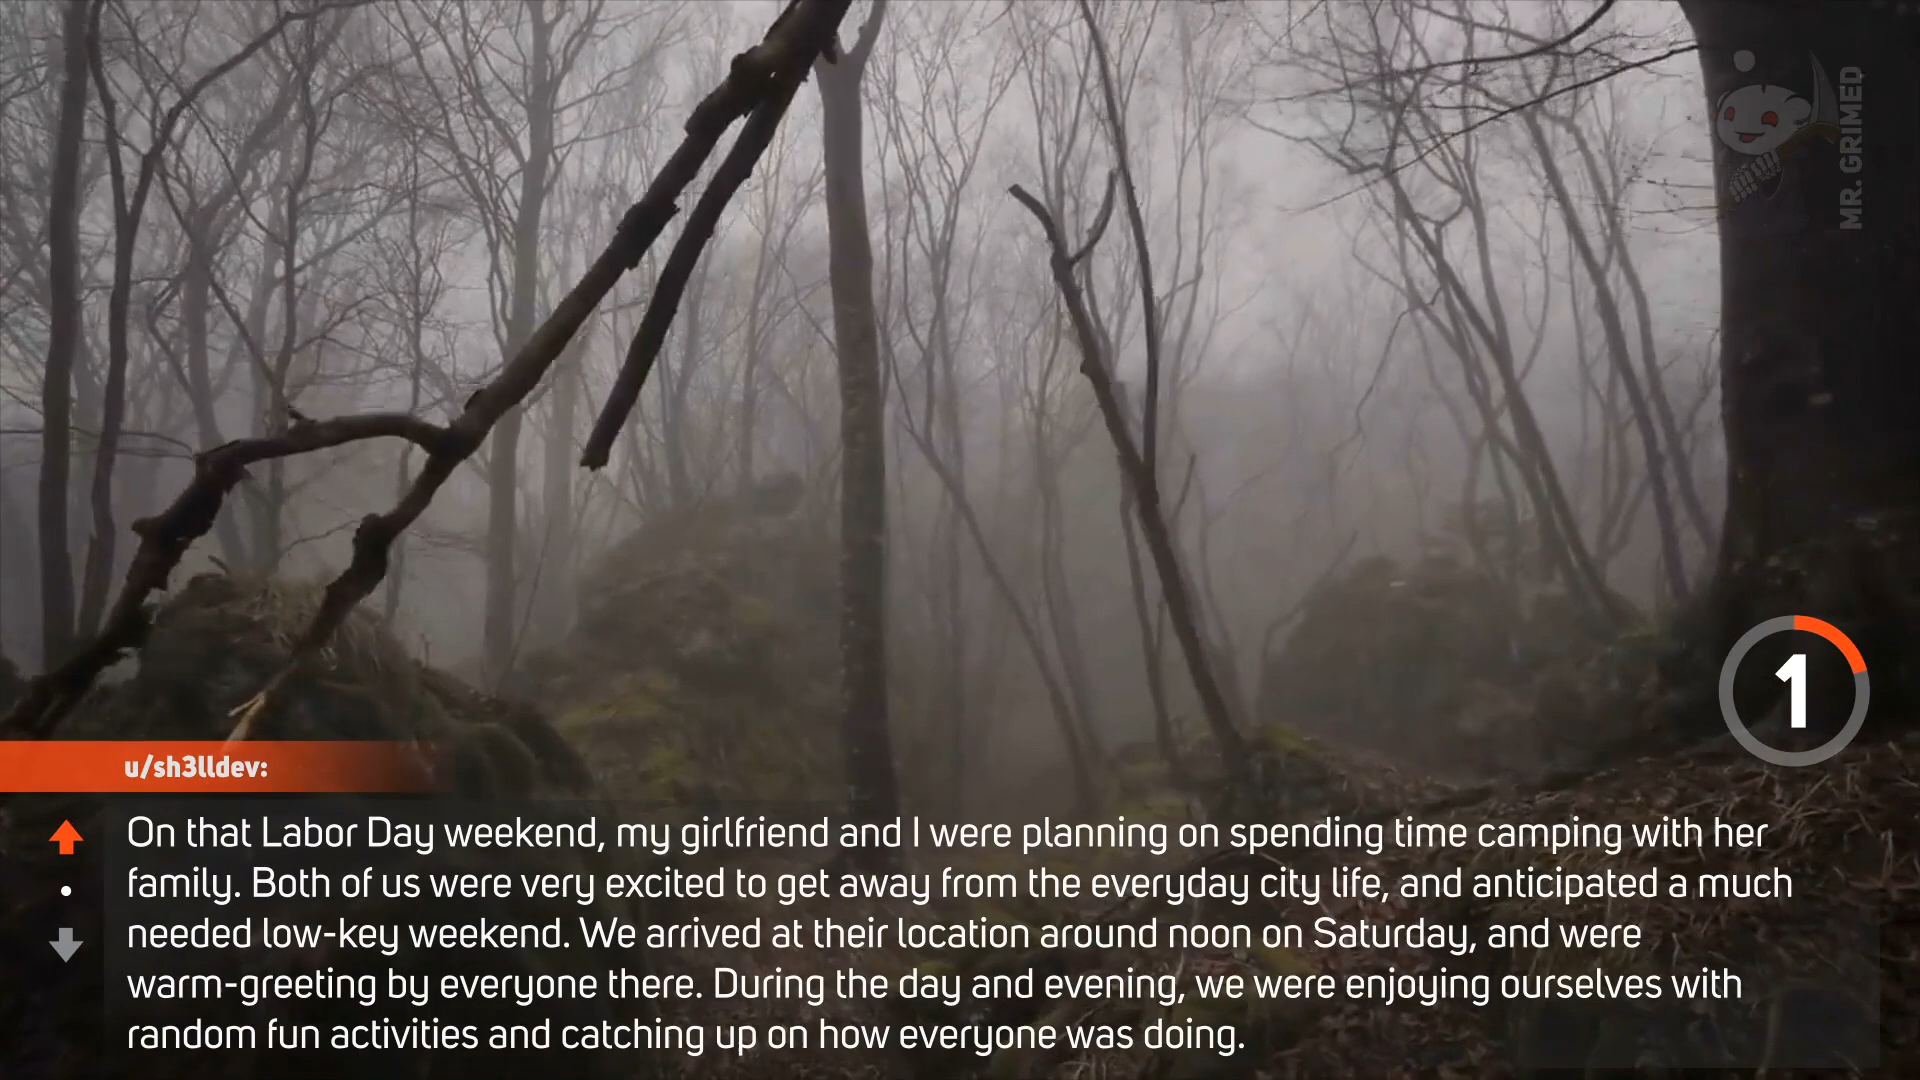 MR. GRIMED
1
u/sh3lldev:
On that Labor Day weekend, my girlfriend and I were planning on spending time camping with her
family. Both of us were very excited to get away from the everyday city life, and anticipated a much
needed low-key weekend. We arrived at their location around noon on Saturday, and were
warm-greeting by everyone there. During the day and evening, we were enjoying ourselves with
random fun activities and catching up on how everyone was doing.